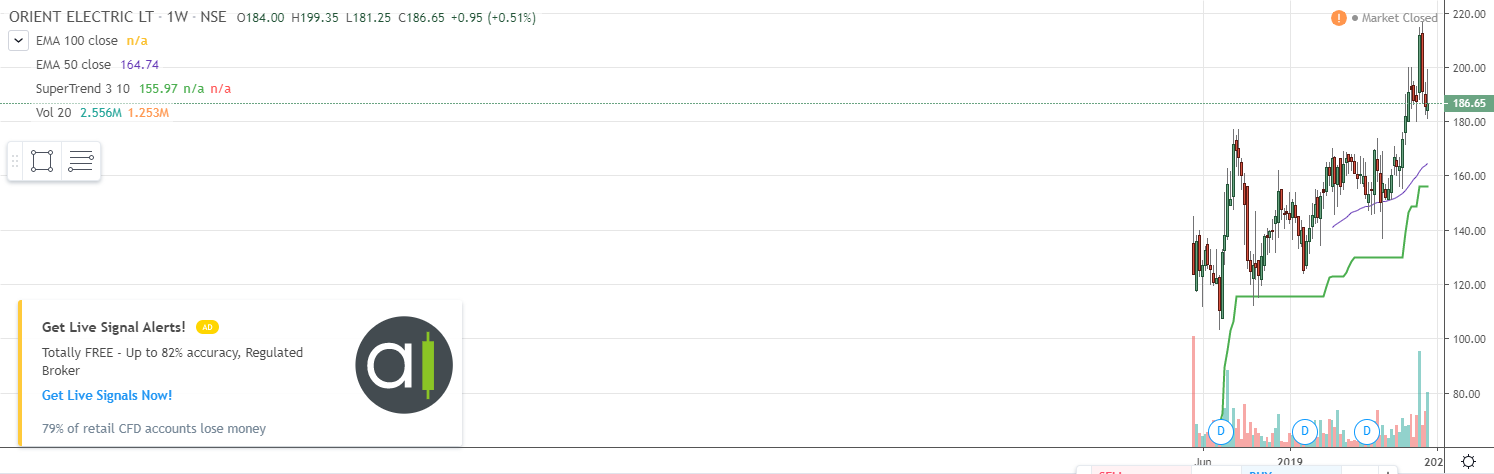 ORIENT ELECTRIC LT · 1W · NSE O184.00 H199.35 L181.25 C186.65 +0.95 (+0.51%)
! Market Closed
EMA 100 close n/a
EMA 50 close 164.74
SuperTrend 3 10 155.97 n/a n/a
Vol 20 2.556M 1.253M
220.00
200.00
186.65
180.00
160.00
140.00
120.00
100.00
80.00
Get Live Signal Alerts! AD
Totally FREE - Up to 82% accuracy, Regulated
Broker
Get Live Signals Now!
79% of retail CFD accounts lose money
a
D D D
Jun 2019 202